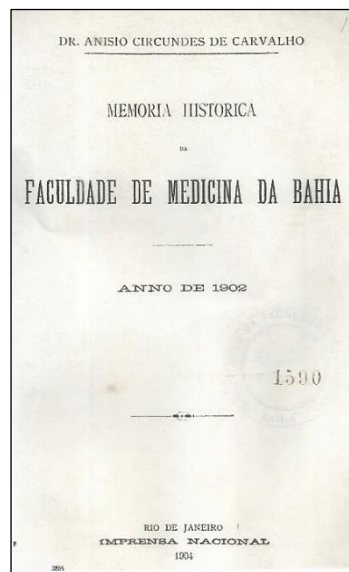 DR. ANISIO CIRCUNDES DE CARVALHO
MEMORIA HISTORICA
DA
FACULDADE DE MEDICINA DA BAHIA
ANNO DE 1902
1590
RIO DE JANEIRO
IMPRENSA NACIONAL
1904